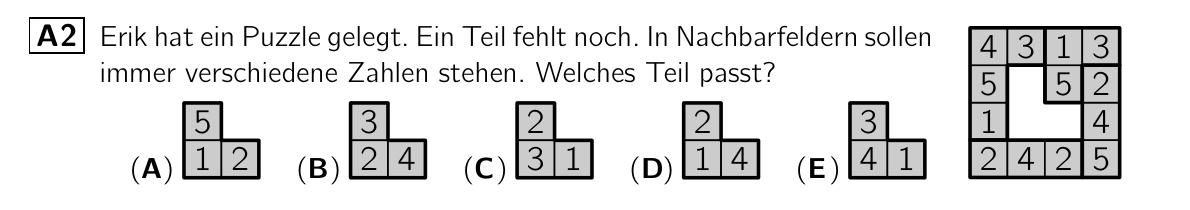 A2 Erik hat ein Puzzle gelegt. Ein Teil fehlt noch. In Nachbarfeldern sollen
immer verschiedene Zahlen stehen. Welches Teil passt?
(A) 5
1 2
(B) 3
2 4
(C) 2
3 1
(D) 2
1 4
(E) 3
4 1
4 3 1 3
5 5 2
1 4
2 4 2 5